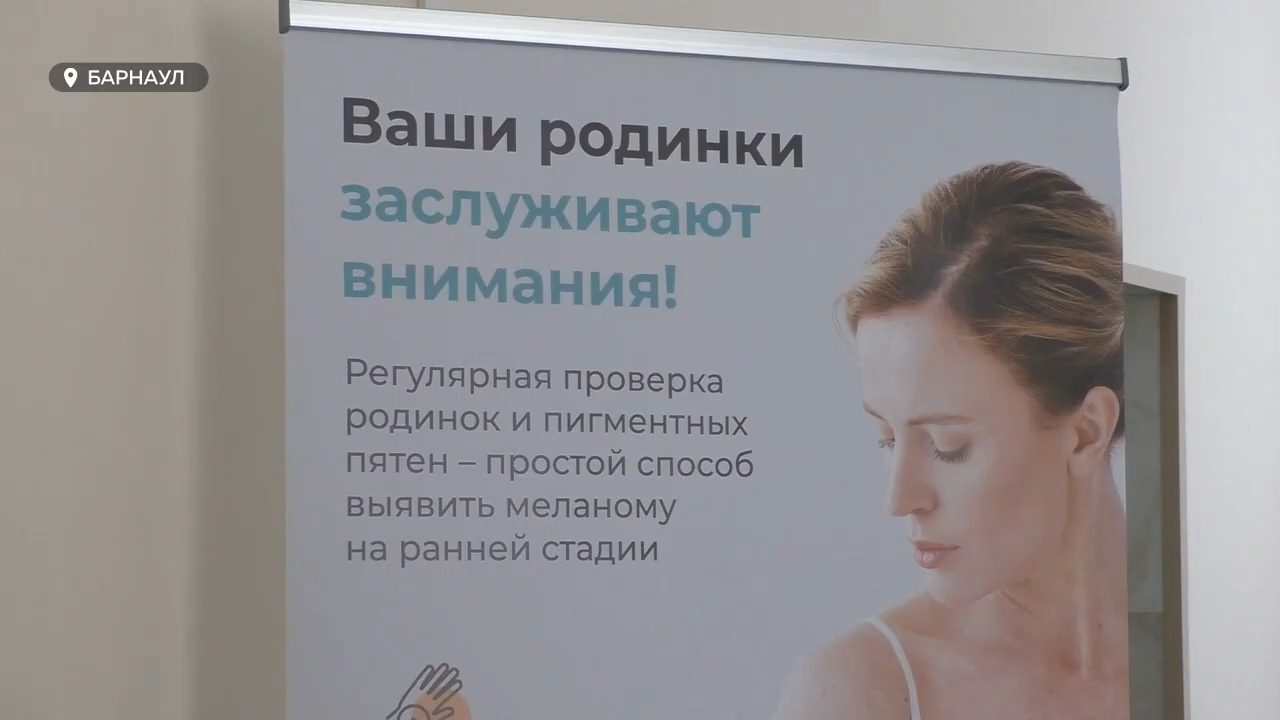 БАРНАУЛ
Ваши родинки
заслуживают
внимания!
Регулярная проверка
родинок и пигментных
пятен – простой способ
выявить меланому
на ранней стадии